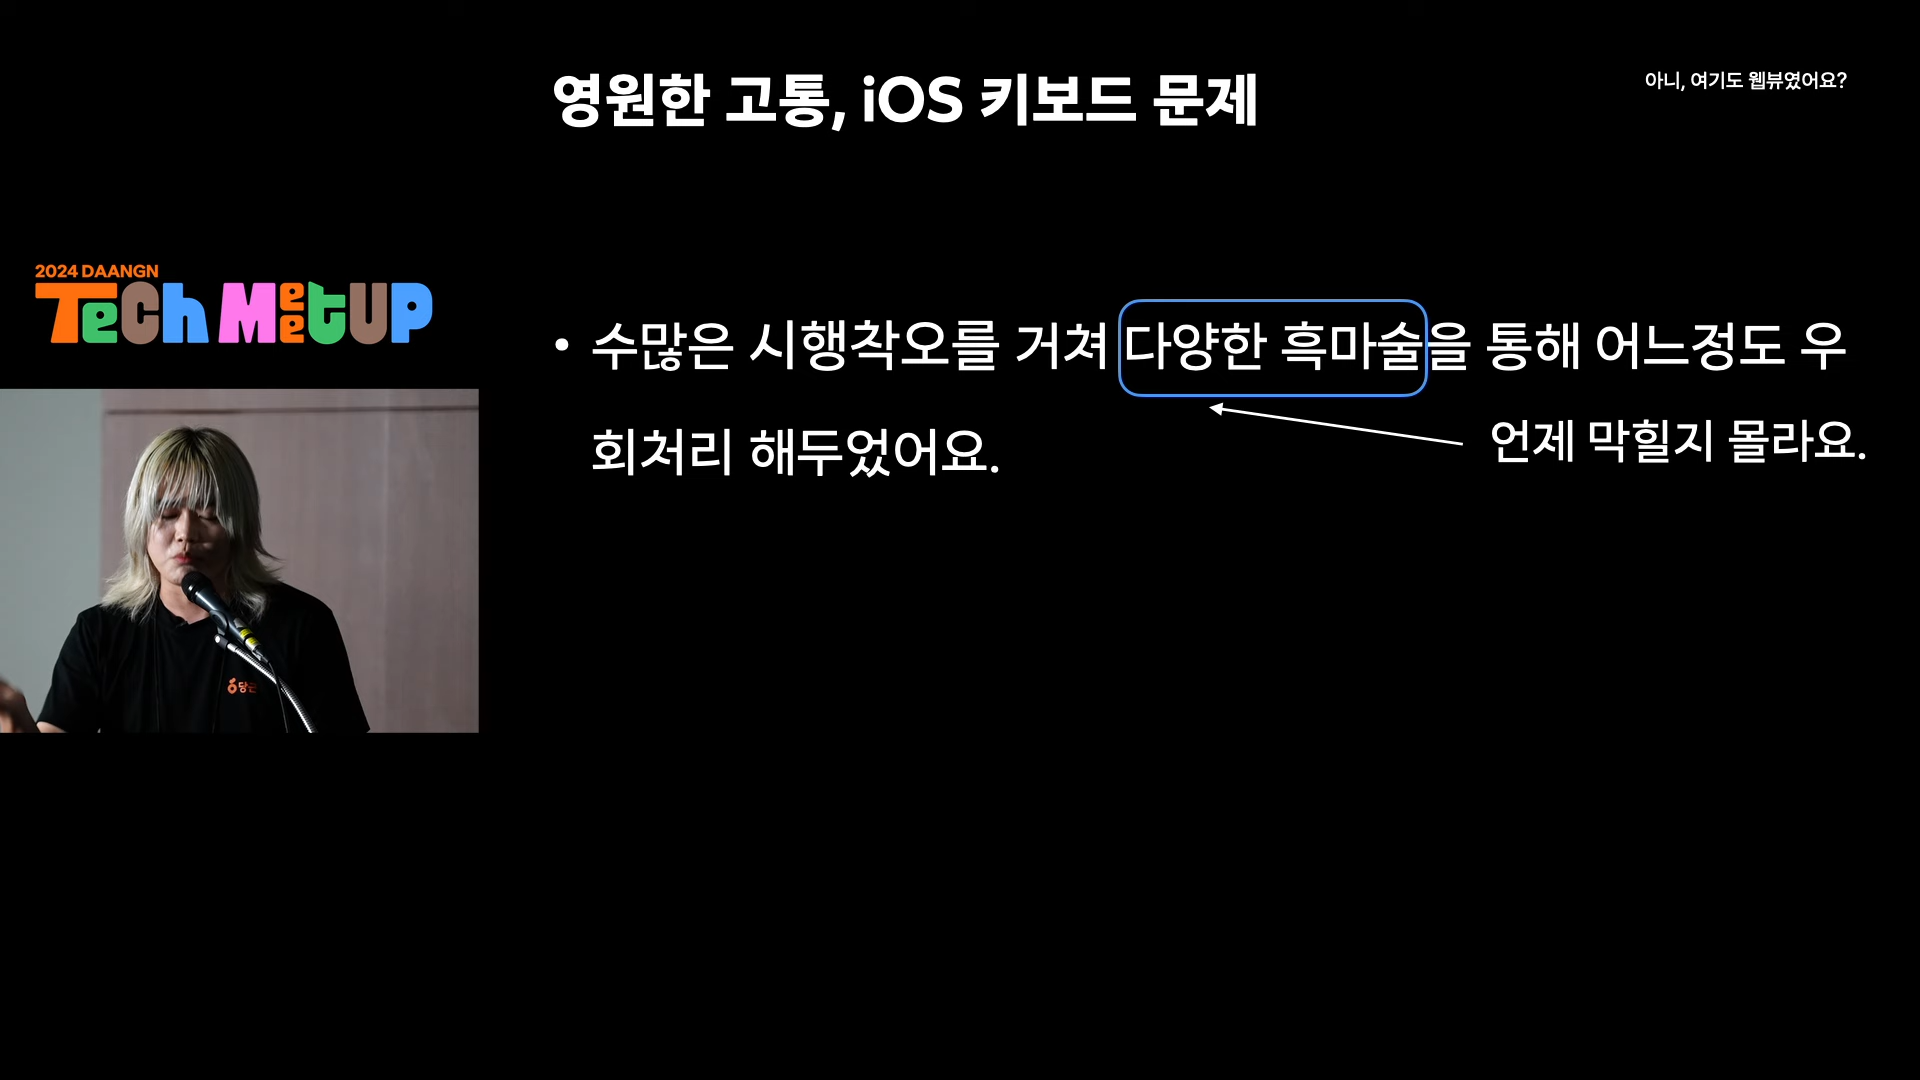 영원한 고통, iOS 키보드 문제
아니, 여기도 웹뷰였어요?
2024 DAANGN
Tech Meetup
• 수많은 시행착오를 거쳐 다양한 흑마술을 통해 어느정도 우
회처리 해두었어요.
언제 막힐지 몰라요.
당근